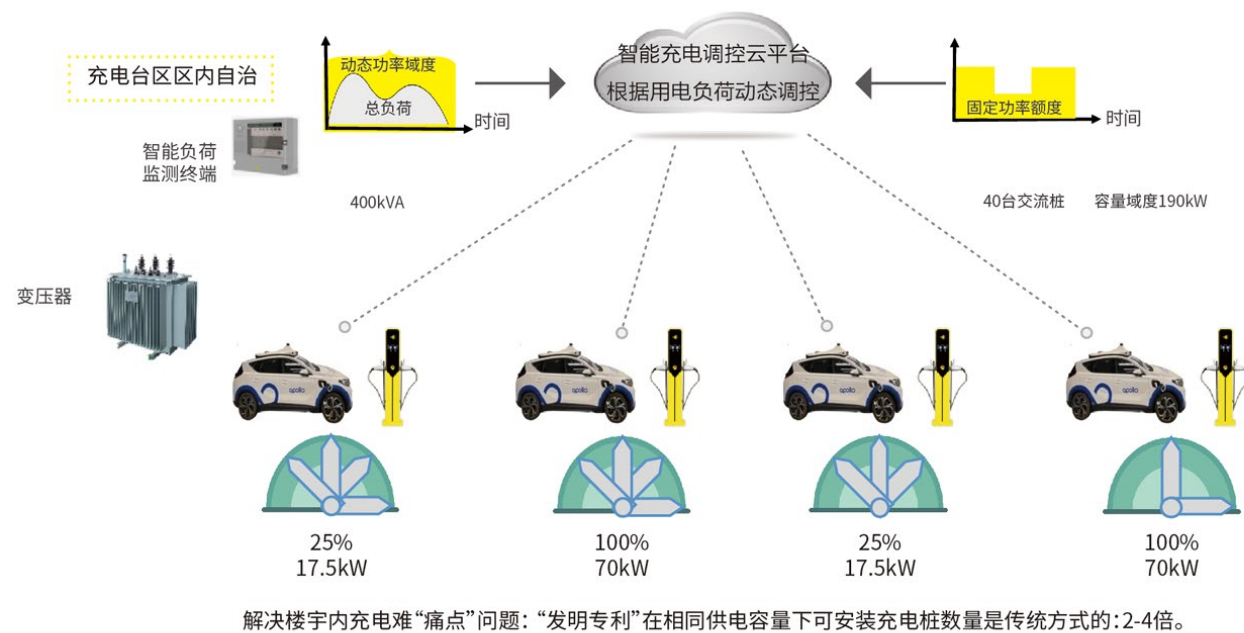 充电台区区内自治
动态功率域度
总负荷
时间
智能充电调控云平台
根据用电负荷动态调控
固定功率额度
时间
智能负荷
监测终端
400kVA
40台交流桩 容量域度190kW
变压器
apollo
apollo
apollo
apollo
25%
17.5kW
100%
70kW
25%
17.5kW
100%
70kW
解决楼宇内充电难“痛点”问题：“发明专利”在相同供电容量下可安装充电桩数量是传统方式的:2-4倍。